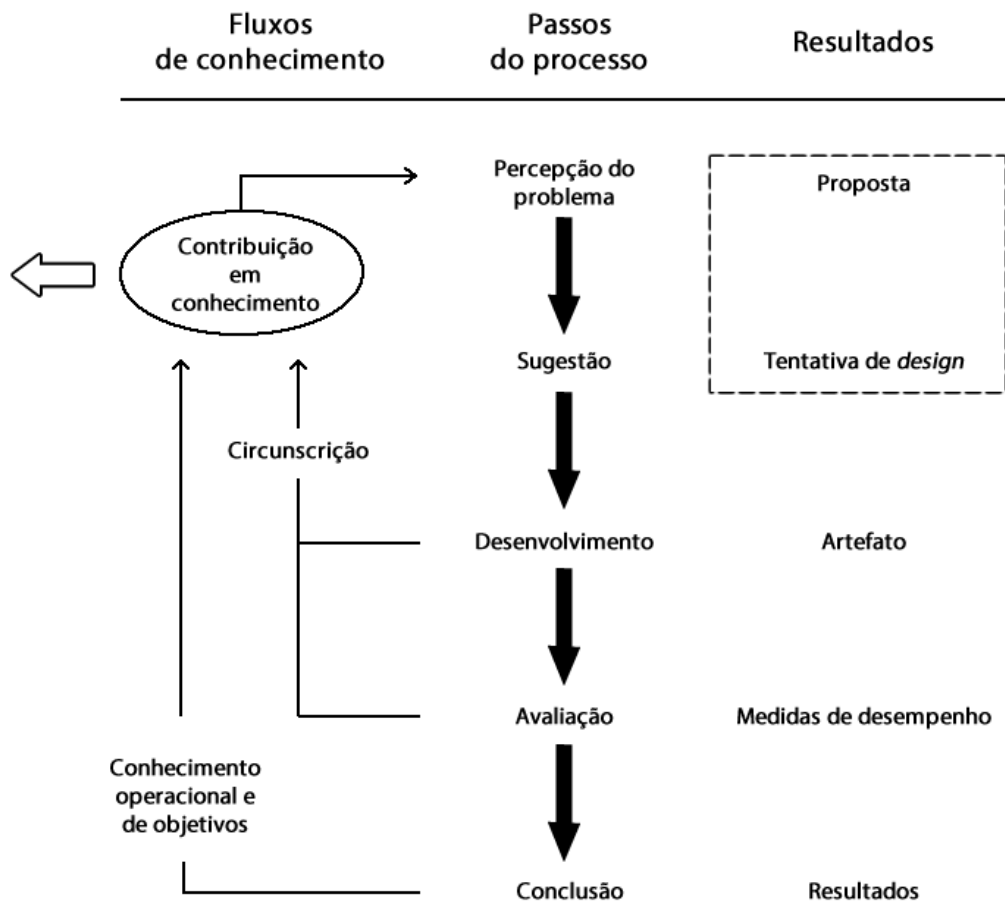 Fluxos
de conhecimento
Passos
do processo
Resultados
Percepção do
problema
Proposta
Contribuição
em
conhecimento
Sugestão
Tentativa de design
Circunscrição
Desenvolvimento
Artefato
Avaliação
Medidas de desempenho
Conhecimento
operacional e
de objetivos
Conclusão
Resultados